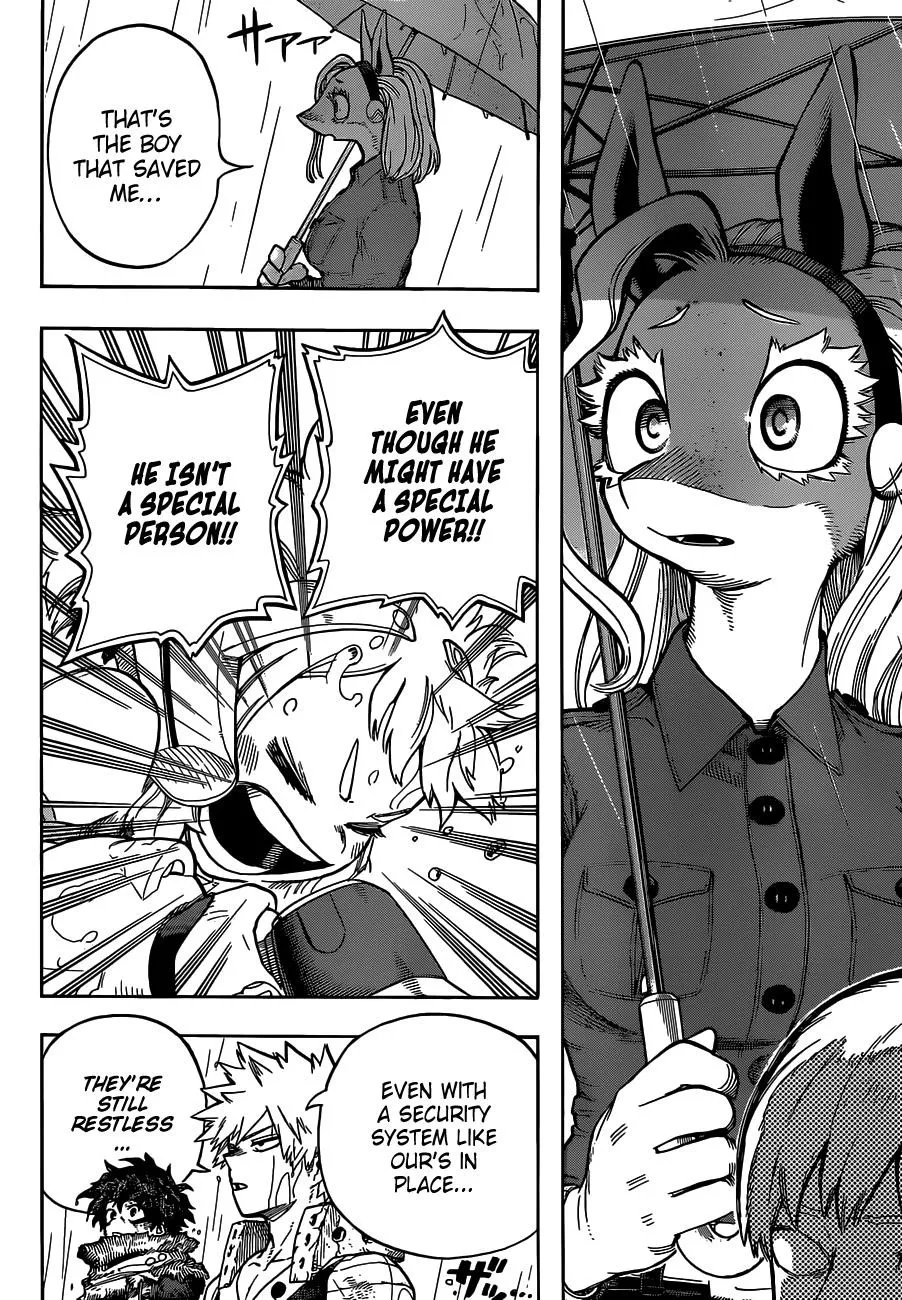 サァァ
THAT'S
THE BOY
THAT SAVED
ME...
EVEN
THOUGH HE
MIGHT HAVE
A SPECIAL
POWER!!
HE ISN'T
A SPECIAL
PERSON!!
EVEN WITH
A SECURITY
SYSTEM LIKE
OUR'S IN
PLACE...
THEY'RE
STILL
RESTLESS
...